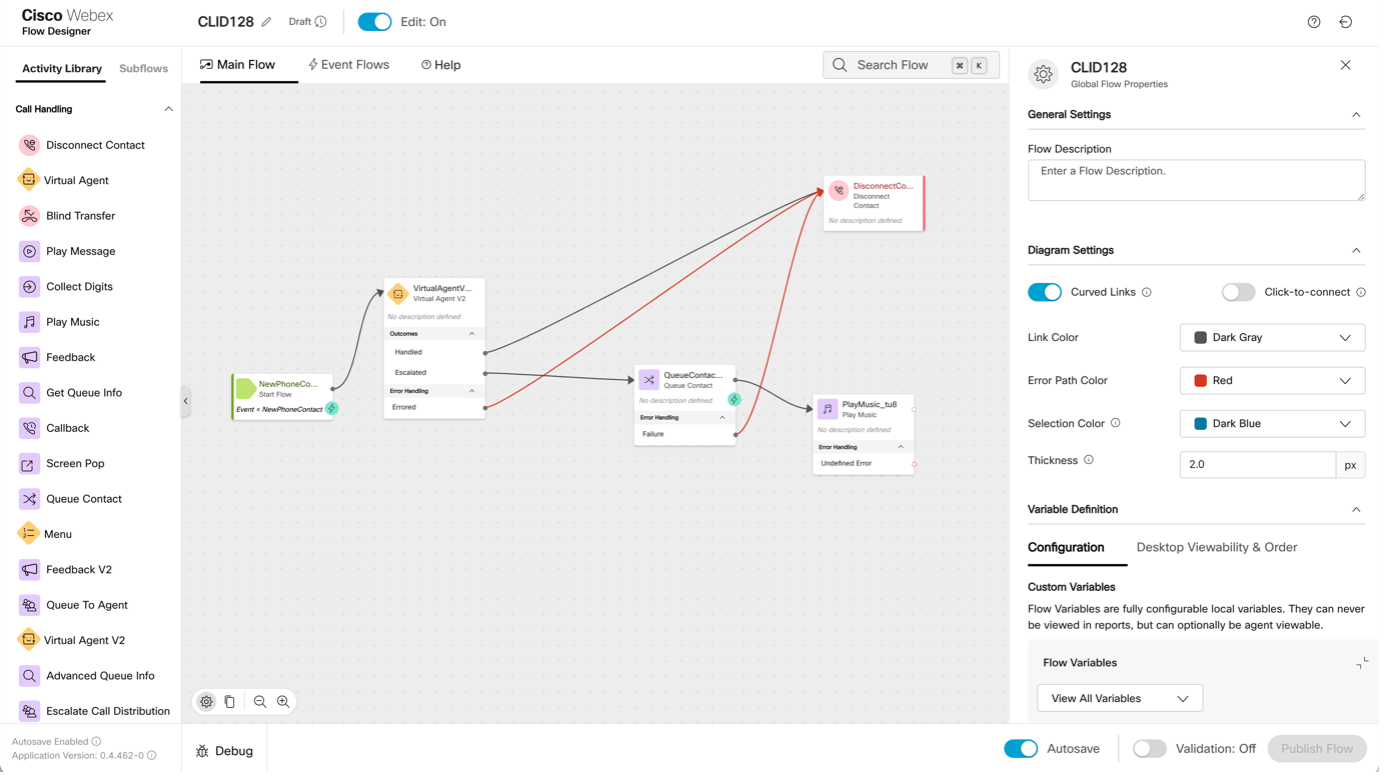 Cisco Webex
Flow Designer
CLID128
Draft
Edit: On
Activity Library
Subflows
Call Handling
Disconnect Contact
Virtual Agent
Blind Transfer
Play Message
Collect Digits
Play Music
Feedback
Get Queue Info
Callback
Screen Pop
Queue Contact
Menu
Feedback V2
Queue To Agent
Virtual Agent V2
Advanced Queue Info
Escalate Call Distribution
Autosave Enabled
Application Version: 0.4.462-0
Main Flow
Event Flows
Help
Search Flow
⌘ K
NewPhoneCo...
Start Flow
Event = NewPhoneContact
VirtualAgentV...
Virtual Agent V2
No description defined
Outcomes
Handled
Escalated
Error Handling
Errored
QueueContac...
Queue Contact
No description defined
Error Handling
Failure
DisconnectCo...
Disconnect
Contact
No description defined
PlayMusic_tu8
Play Music
No description defined
Error Handling
Undefined Error
Debug
CLID128
Global Flow Properties
General Settings
Flow Description
Enter a Flow Description.
Diagram Settings
Curved Links
Click-to-connect
Link Color
Dark Gray
Error Path Color
Red
Selection Color
Dark Blue
Thickness
2.0
px
Variable Definition
Configuration
Desktop Viewability & Order
Custom Variables
Flow Variables are fully configurable local variables. They can never
be viewed in reports, but can optionally be agent viewable.
Flow Variables
View All Variables
Autosave
Validation: Off
Publish Flow